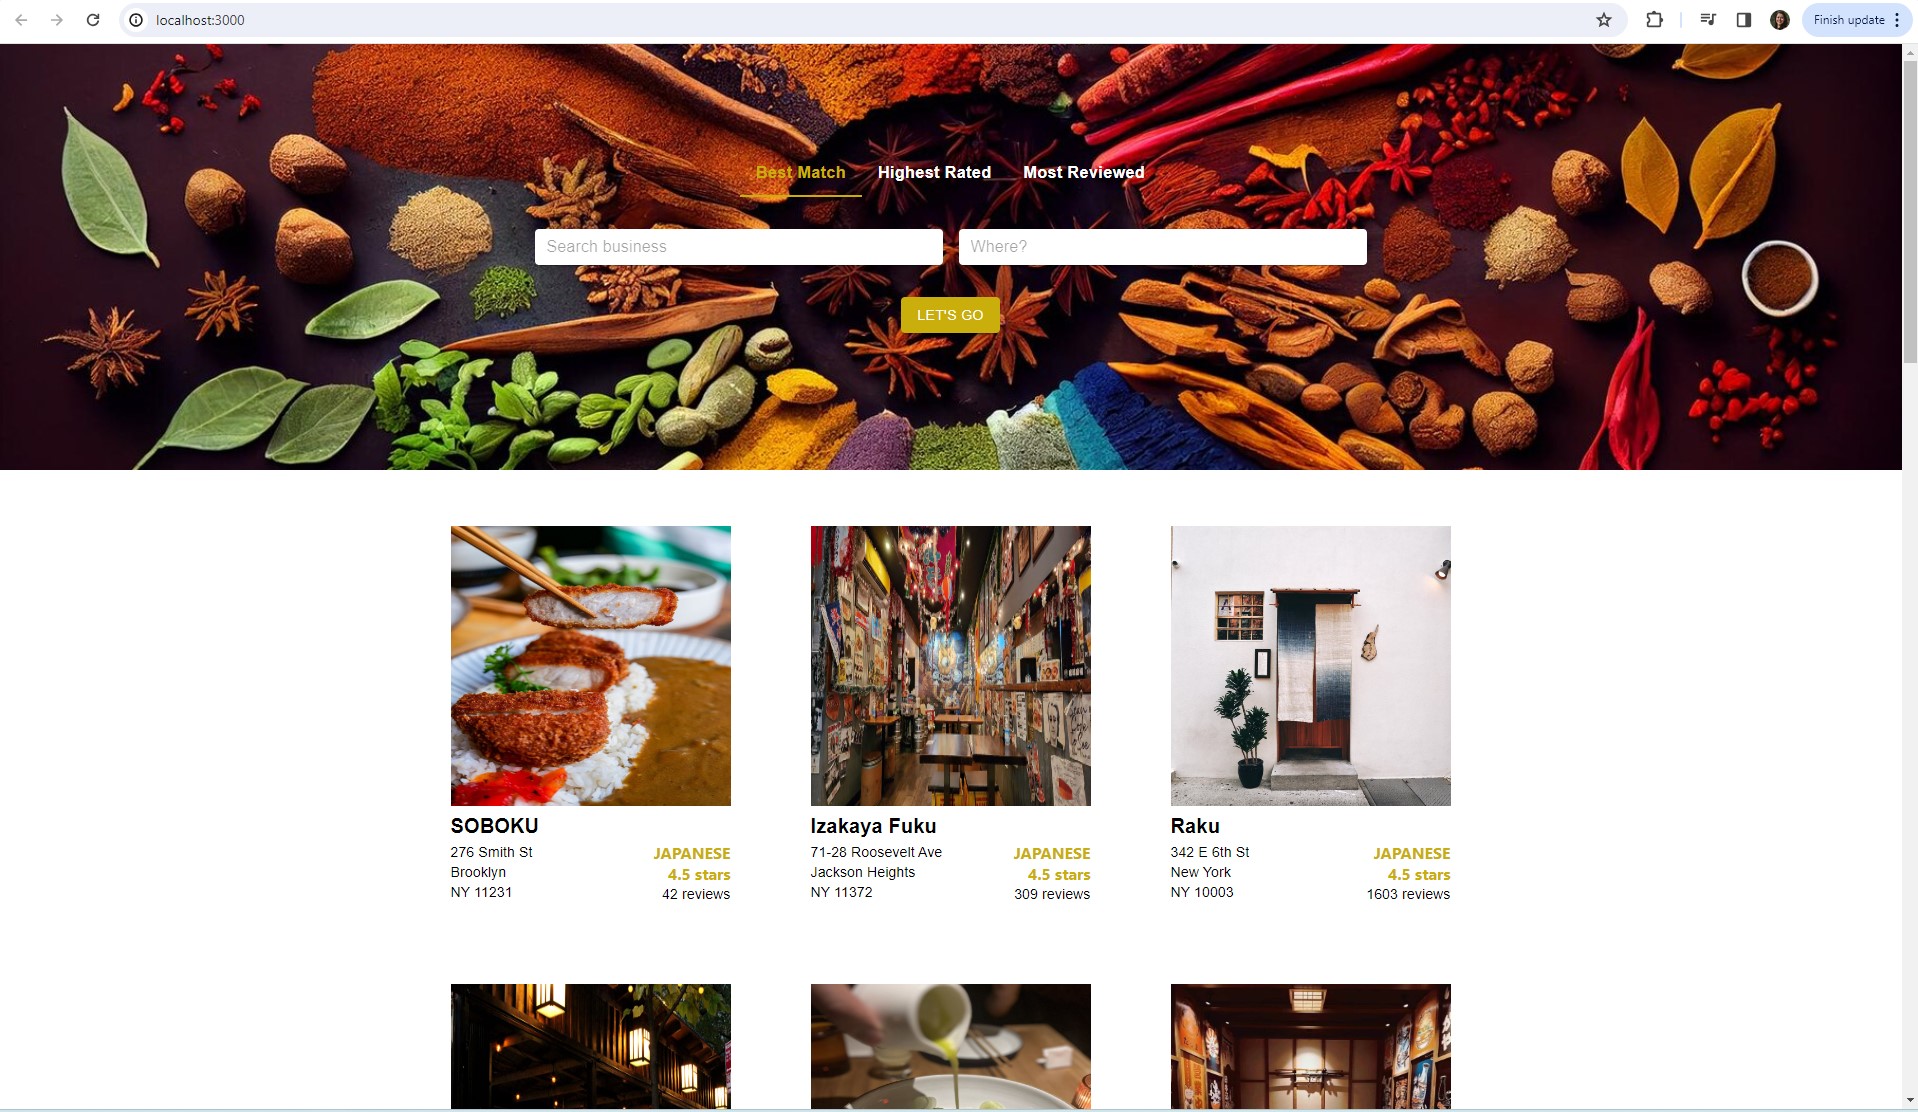 localhost:3000
Finish update
Best Match
Highest Rated
Most Reviewed
Search business
Where?
LET'S GO
SOBOKU
276 Smith St
Brooklyn
NY 11231
JAPANESE
4.5 stars
42 reviews
Izakaya Fuku
71-28 Roosevelt Ave
Jackson Heights
NY 11372
JAPANESE
4.5 stars
309 reviews
Raku
342 E 6th St
New York
NY 10003
JAPANESE
4.5 stars
1603 reviews